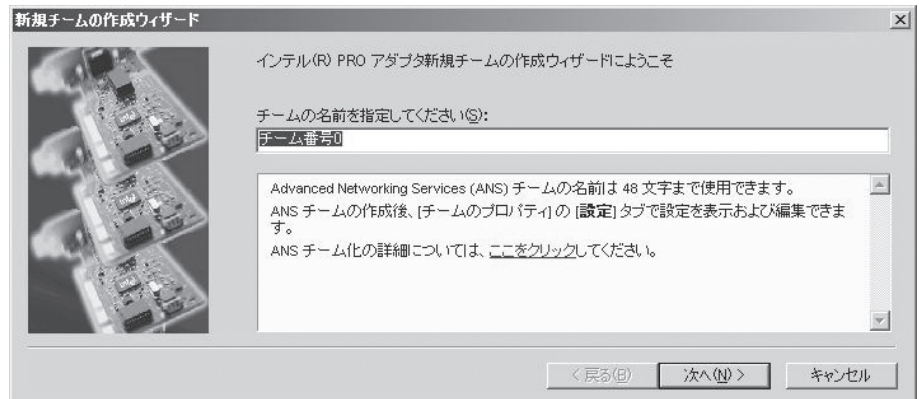 新規チームの作成ウィザード
インテル(R) PRO アダプタ新規チームの作成ウィザードにようこそ
チームの名前を指定してください(S):
チーム番号0
Advanced Networking Services (ANS) チームの名前は 48 文字まで使用できます。
ANS チームの作成後、[チームのプロパティ] の [設定] タブで設定を表示および編集できま
す。
ANS チーム化の詳細については、ここをクリックしてください。
< 戻る(B)
次へ(N) >
キャンセル